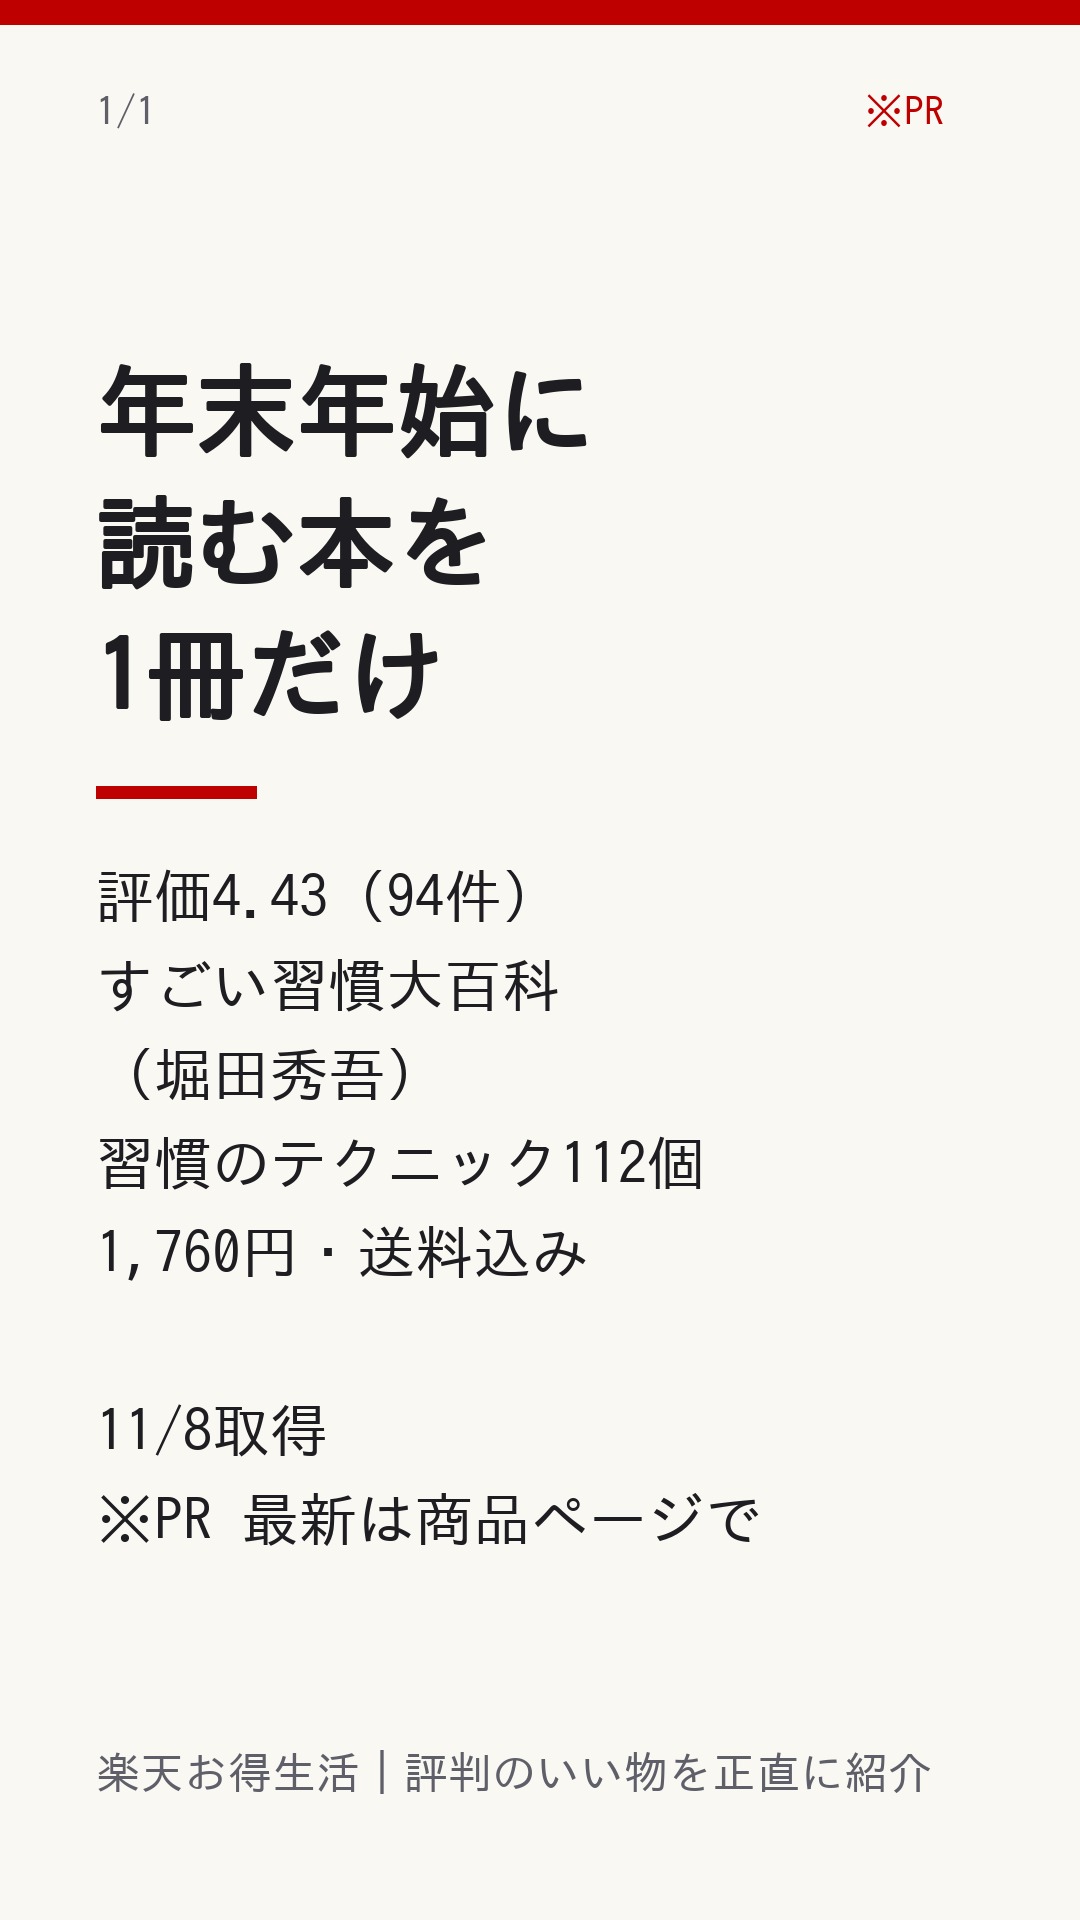 1/1
※PR
年末年始に
読む本を
1冊だけ
評価4.43（94件）
すごい習慣大百科
（堀田秀吾）
習慣のテクニック112個
1,760円・送料込み
11/8取得
※PR 最新は商品ページで
楽天お得生活｜評判のいい物を正直に紹介